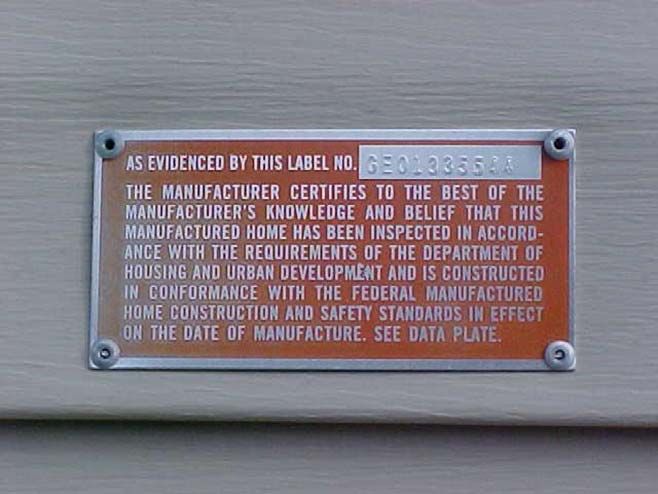 AS EVIDENCED BY THIS LABEL NO.
THE MANUFACTURER CERTIFIES TO THE BEST OF THE
MANUFACTURER'S KNOWLEDGE AND BELIEF THAT THIS
MANUFACTURED HOME HAS BEEN INSPECTED IN ACCORD-
ANCE WITH THE REQUIREMENTS OF THE DEPARTMENT OF
HOUSING AND URBAN DEVELOPMENT AND IS CONSTRUCTED
IN CONFORMANCE WITH THE FEDERAL MANUFACTURED
HOME CONSTRUCTION AND SAFETY STANDARDS IN EFFECT
ON THE DATE OF MANUFACTURE. SEE DATA PLATE.